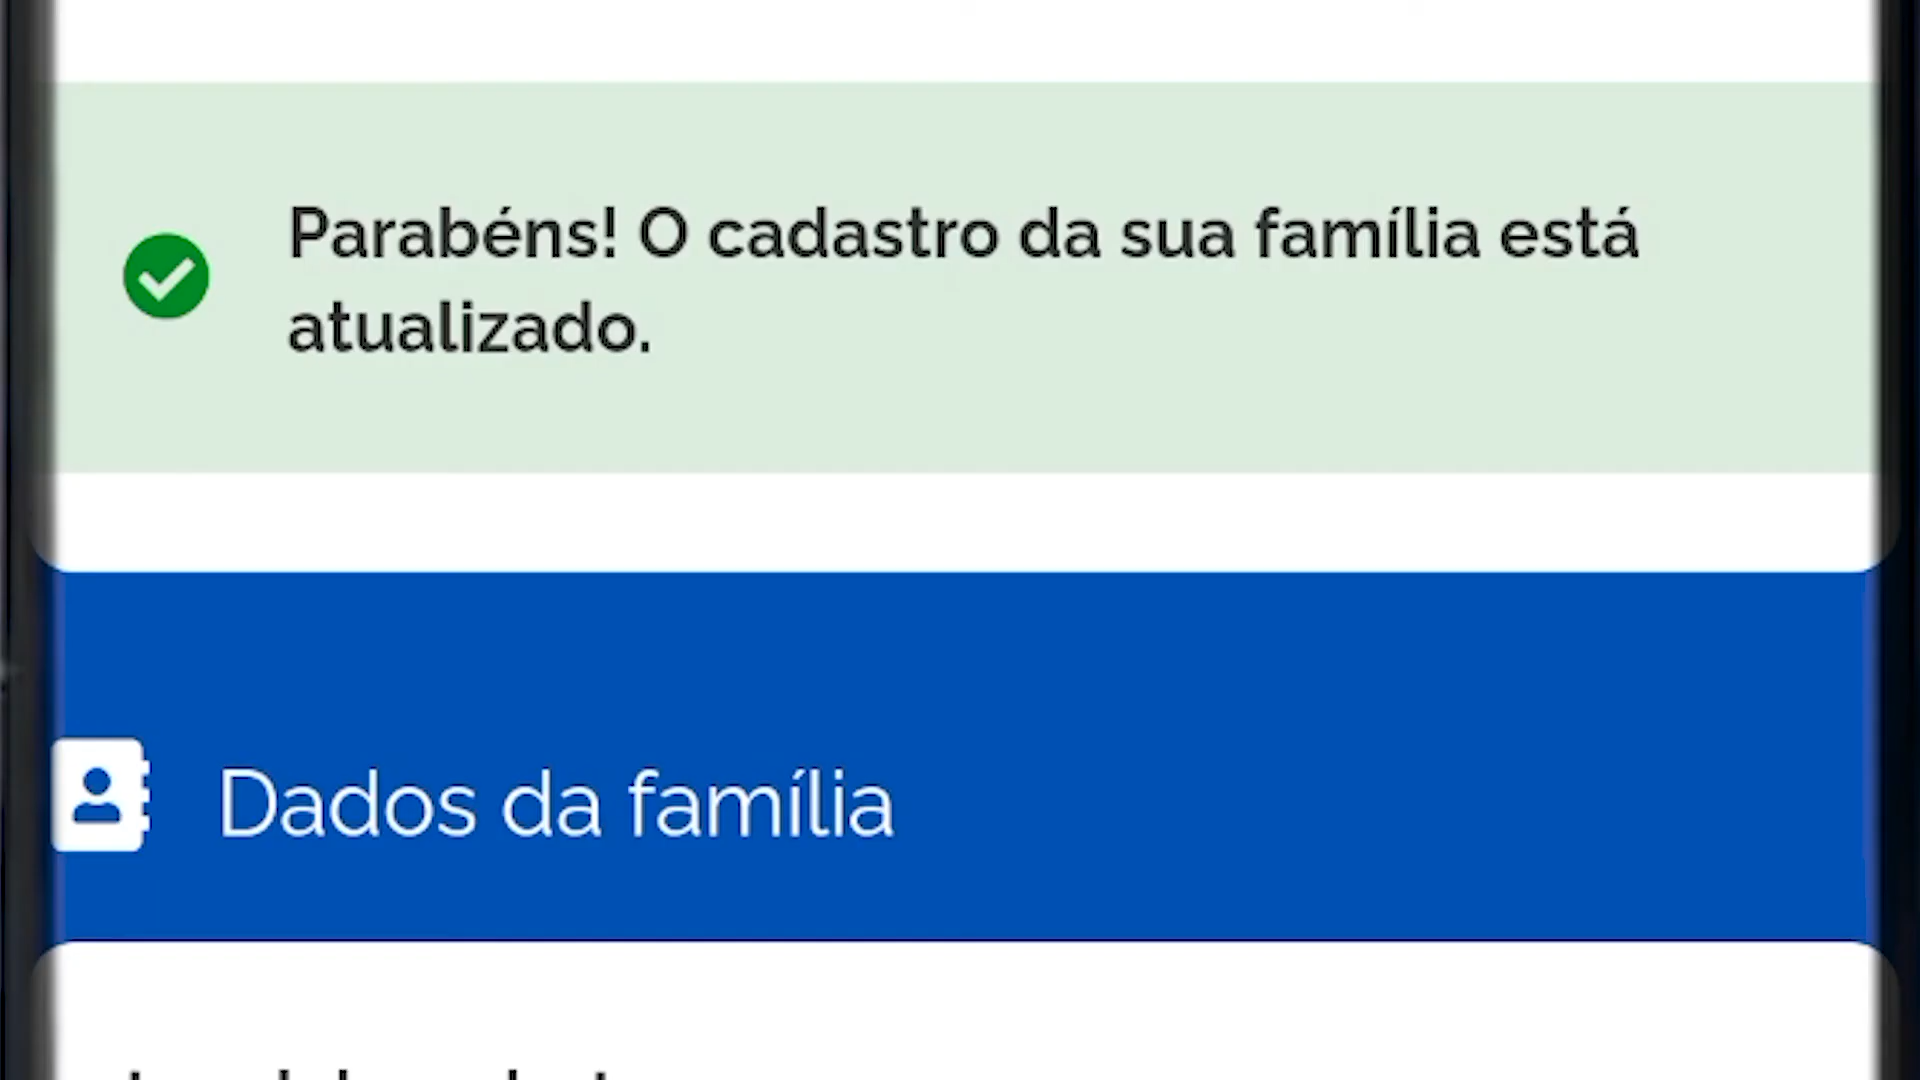 Parabéns! O cadastro da sua família está
atualizado.
Dados da família